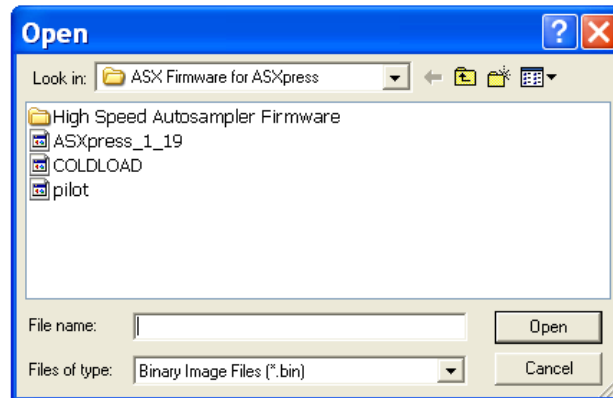 Open
Look in: ASX Firmware for ASXpress
High Speed Autosampler Firmware
ASXpress_1_19
COLDLOAD
pilot
File name: Open
Files of type: Binary Image Files (*.bin) Cancel